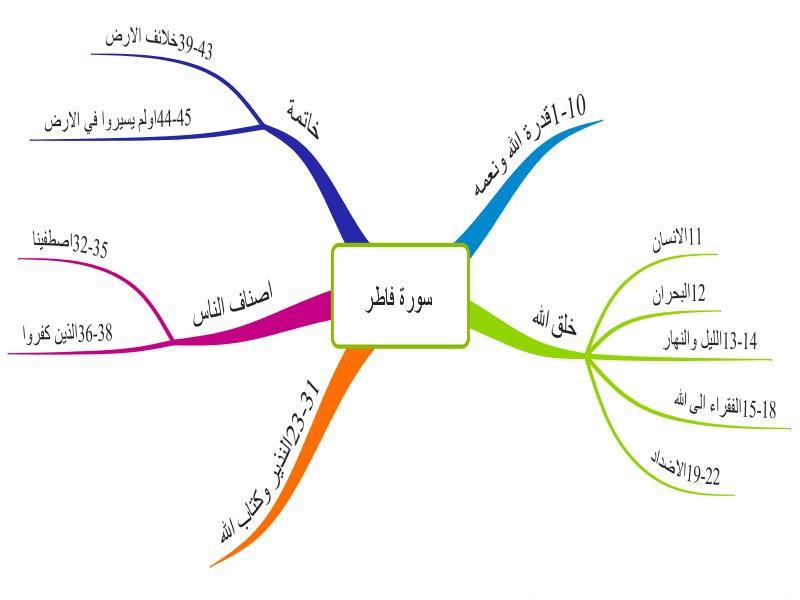 سورة فاطر
1-10قدرة الله ونعمه
خلق الله
11الانسان
12البحران
13-14الليل والنهار
15-18الفقراء الى الله
19-22الاضداد
23-31النذير وكتاب الله
اصناف الناس
32-35اصطفينا
36-38الذين كفروا
خاتمة
39-43خلائف الارض
44-45اولم يسيروا في الارض